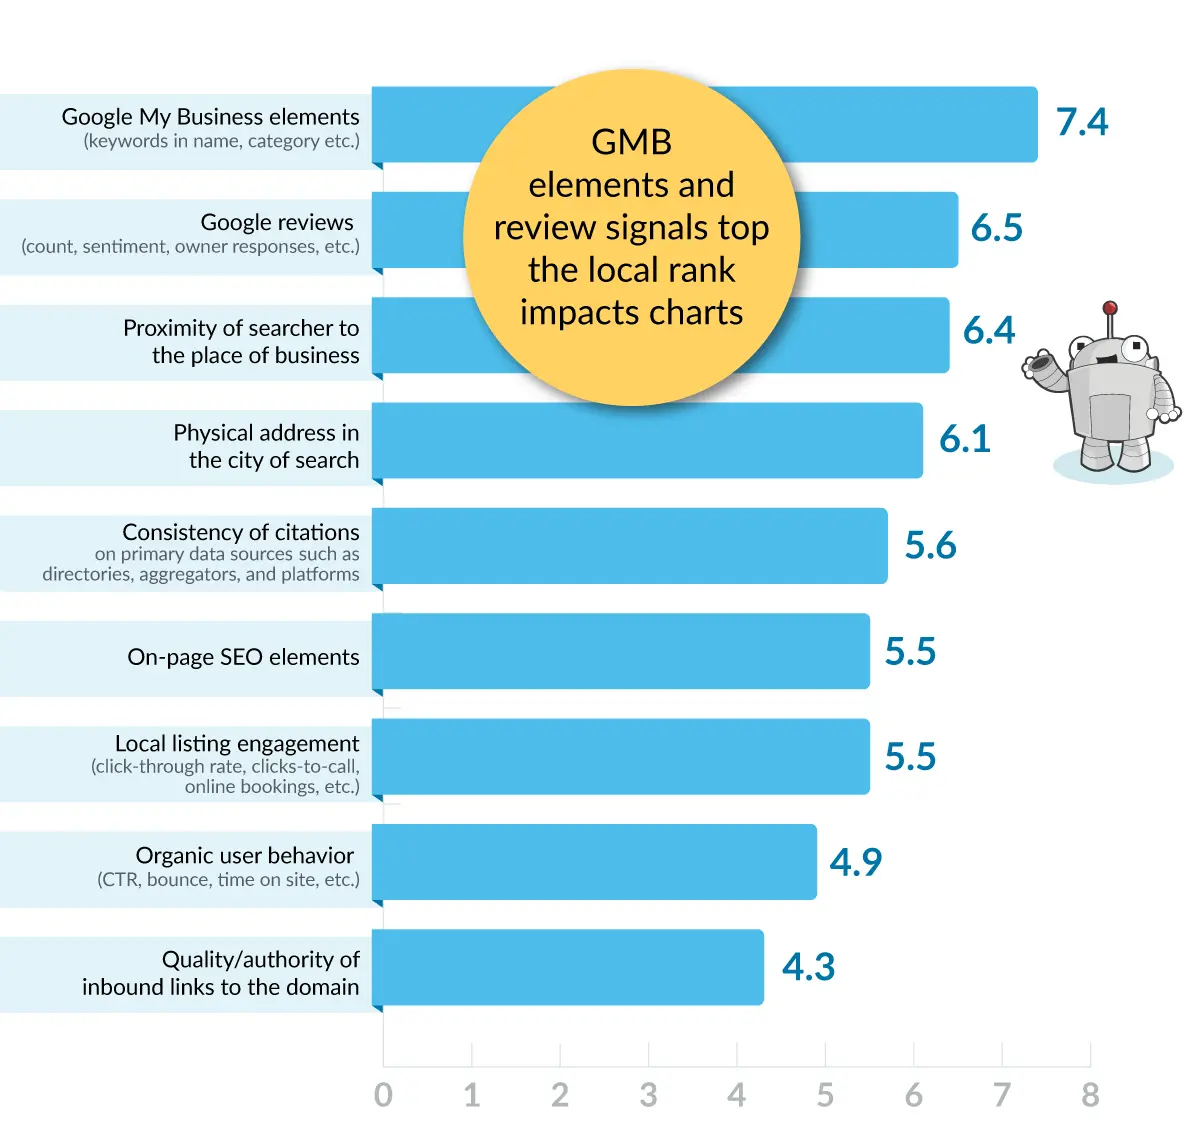 Google My Business elements
(keywords in name, category etc.)
7.4
GMB
elements and
review signals top
the local rank
impacts charts
Google reviews
(count, sentiment, owner responses, etc.)
6.5
Proximity of searcher to
the place of business
6.4
Physical address in
the city of search
6.1
Consistency of citations
on primary data sources such as
directories, aggregators, and platforms
5.6
On-page SEO elements
5.5
Local listing engagement
(click-through rate, clicks-to-call,
online bookings, etc.)
5.5
Organic user behavior
(CTR, bounce, time on site, etc.)
4.9
Quality/authority of
inbound links to the domain
4.3
0 1 2 3 4 5 6 7 8